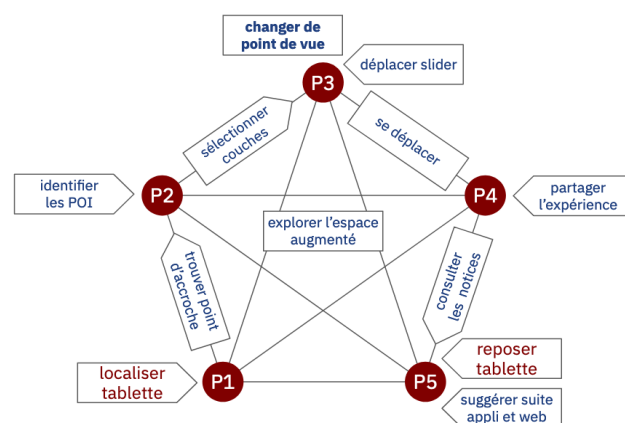 changer de
point de vue
P3
déplacer slider
sélectionner
couches
se déplacer
identifier
les POI
P2
P4
partager
l'expérience
explorer l'espace
augmenté
trouver point
d'accroche
consulter
les notices
localiser
tablette
P1
P5
reposer
tablette
suggérer suite
appli et web